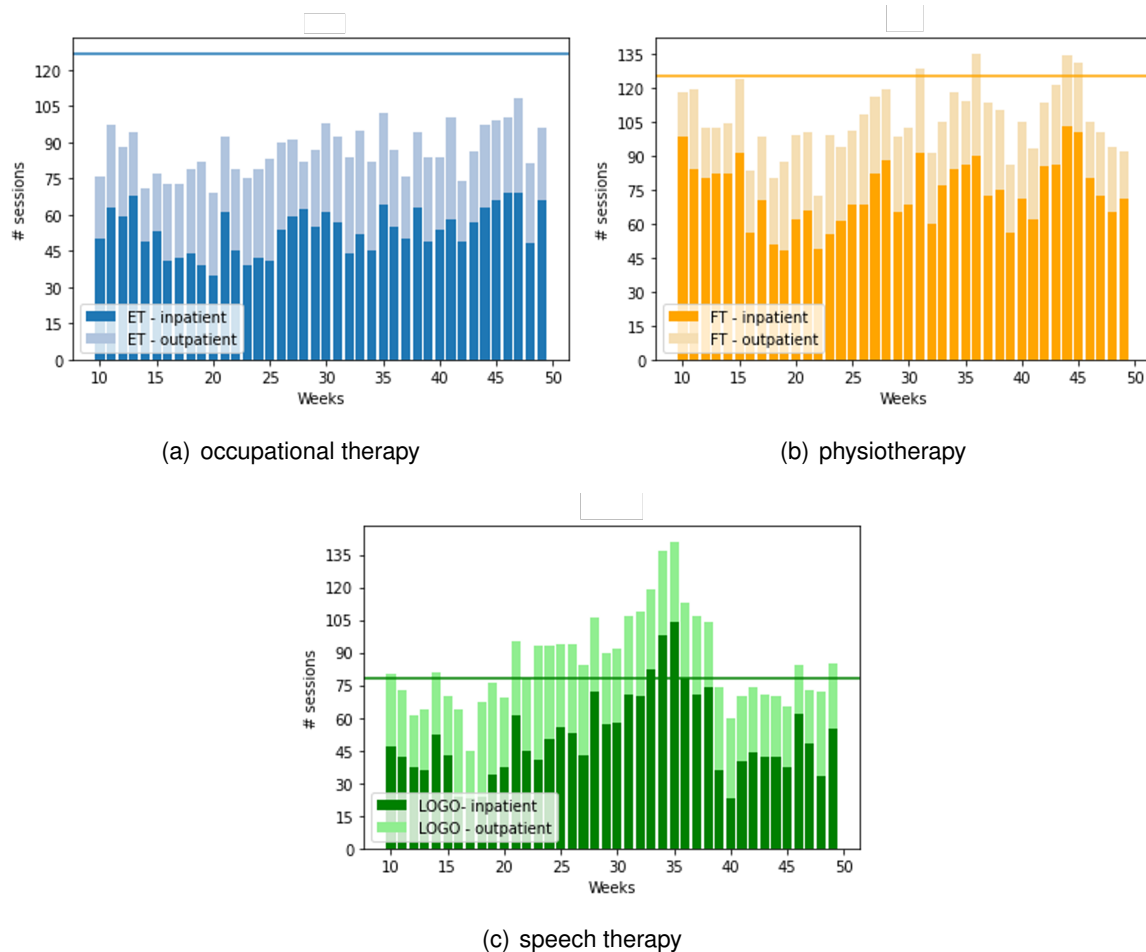 120
105
90
75
60
45
30
15
0
# sessions
ET - inpatient
ET - outpatient
10 15 20 25 30 35 40 45 50
Weeks
(a) occupational therapy
135
120
105
90
75
60
45
30
15
0
# sessions
FT - inpatient
FT - outpatient
10 15 20 25 30 35 40 45 50
Weeks
(b) physiotherapy
135
120
105
90
75
60
45
30
15
0
# sessions
LOGO- inpatient
LOGO - outpatient
10 15 20 25 30 35 40 45 50
Weeks
(c) speech therapy